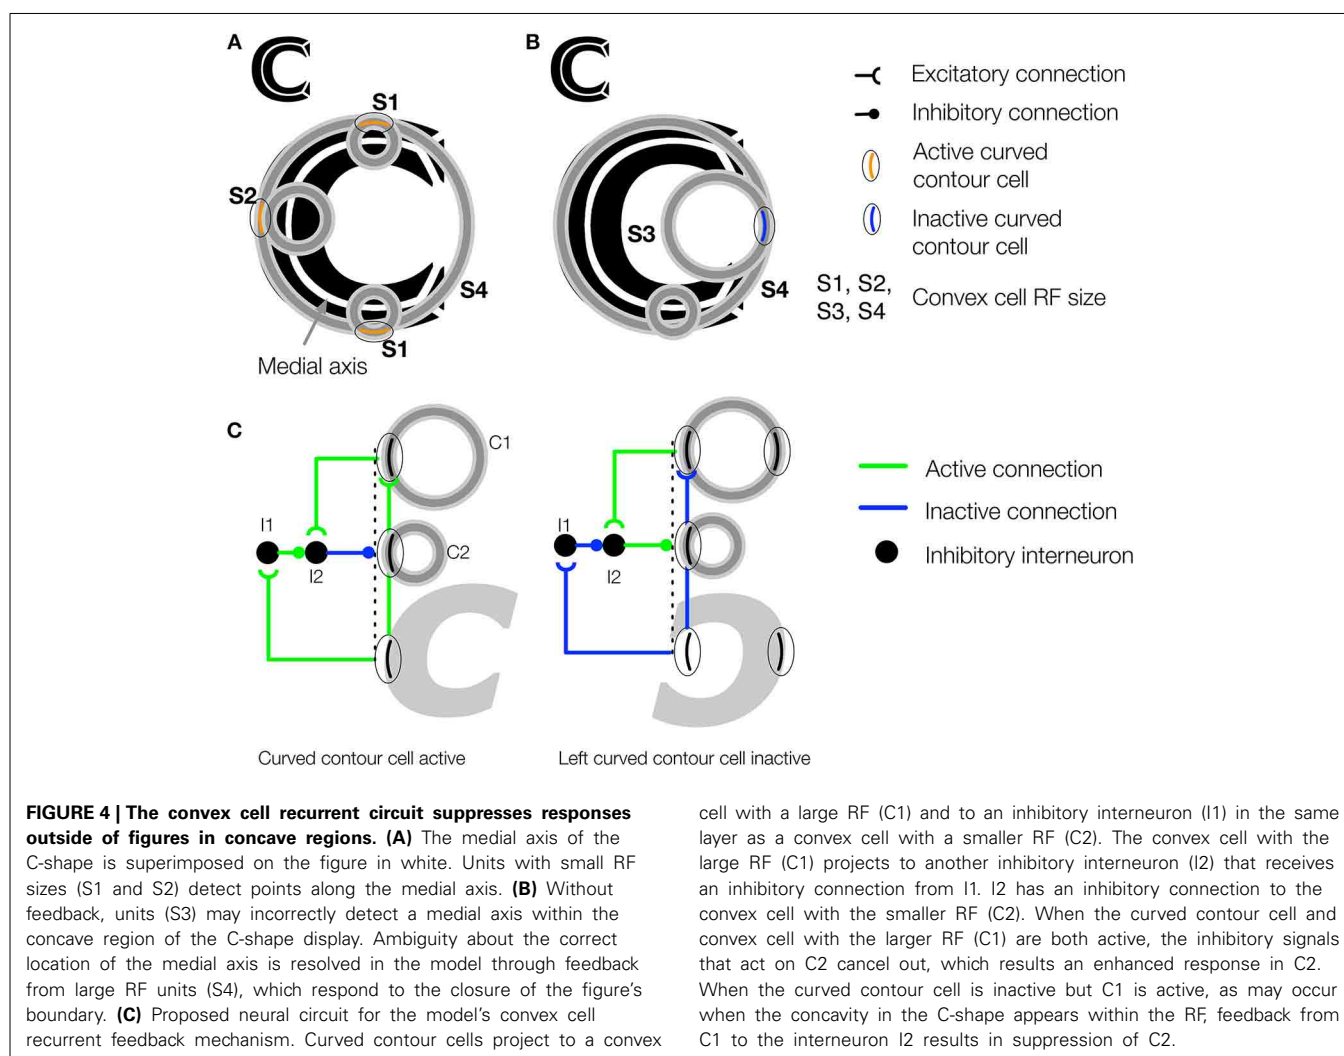 A
B
S1
S2
S4
S1
Medial axis
S3
S4
Excitatory connection
Inhibitory connection
Active curved
contour cell
Inactive curved
contour cell
S1, S2,
S3, S4
Convex cell RF size
C
C1
I1
I2
C2
I1
I2
Curved contour cell active
Left curved contour cell inactive
Active connection
Inactive connection
Inhibitory interneuron
FIGURE 4 | The convex cell recurrent circuit suppresses responses
outside of figures in concave regions. (A) The medial axis of the
C-shape is superimposed on the figure in white. Units with small RF
sizes (S1 and S2) detect points along the medial axis. (B) Without
feedback, units (S3) may incorrectly detect a medial axis within the
concave region of the C-shape display. Ambiguity about the correct
location of the medial axis is resolved in the model through feedback
from large RF units (S4), which respond to the closure of the figure's
boundary. (C) Proposed neural circuit for the model's convex cell
recurrent feedback mechanism. Curved contour cells project to a convex
cell with a large RF (C1) and to an inhibitory interneuron (I1) in the same
layer as a convex cell with a smaller RF (C2). The convex cell with the
large RF (C1) projects to another inhibitory interneuron (I2) that receives
an inhibitory connection from I1. I2 has an inhibitory connection to the
convex cell with the smaller RF (C2). When the curved contour cell and
convex cell with the larger RF (C1) are both active, the inhibitory signals
that act on C2 cancel out, which results an enhanced response in C2.
When the curved contour cell is inactive but C1 is active, as may occur
when the concavity in the C-shape appears within the RF, feedback from
C1 to the interneuron I2 results in suppression of C2.